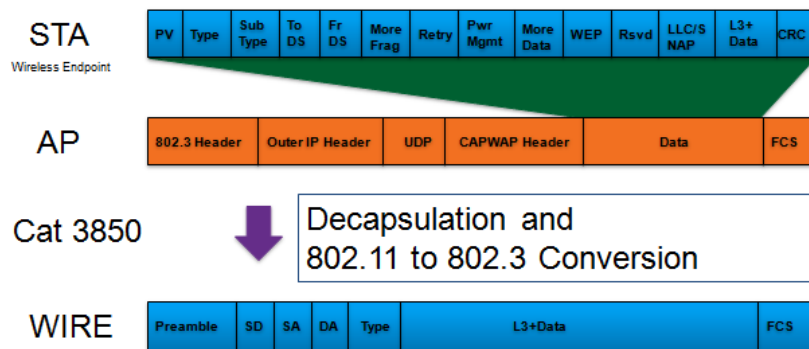 STA
Wireless Endpoint
PV Type Sub Type To DS Fr DS More Frag Retry Pwr Mgmt More Data WEP Rsvd LLC/S NAP L3+ Data CRC
AP
802.3 Header Outer IP Header UDP CAPWAP Header Data FCS
Cat 3850
Decapsulation and
802.11 to 802.3 Conversion
WIRE
Preamble SD SA DA Type L3+Data FCS